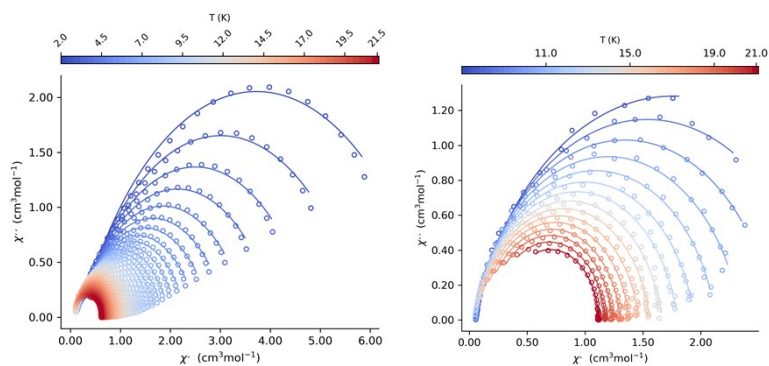 T (K)
2.0 4.5 7.0 9.5 12.0 14.5 17.0 19.5 21.5
2.00
1.50
1.00
0.50
0.00
χ'' (cm³mol⁻¹)
0.00 1.00 2.00 3.00 4.00 5.00 6.00
χ' (cm³mol⁻¹)
T (K)
11.0 15.0 19.0 21.0
1.20
1.00
0.80
0.60
0.40
0.20
0.00
χ'' (cm³mol⁻¹)
0.00 0.50 1.00 1.50 2.00
χ' (cm³mol⁻¹)